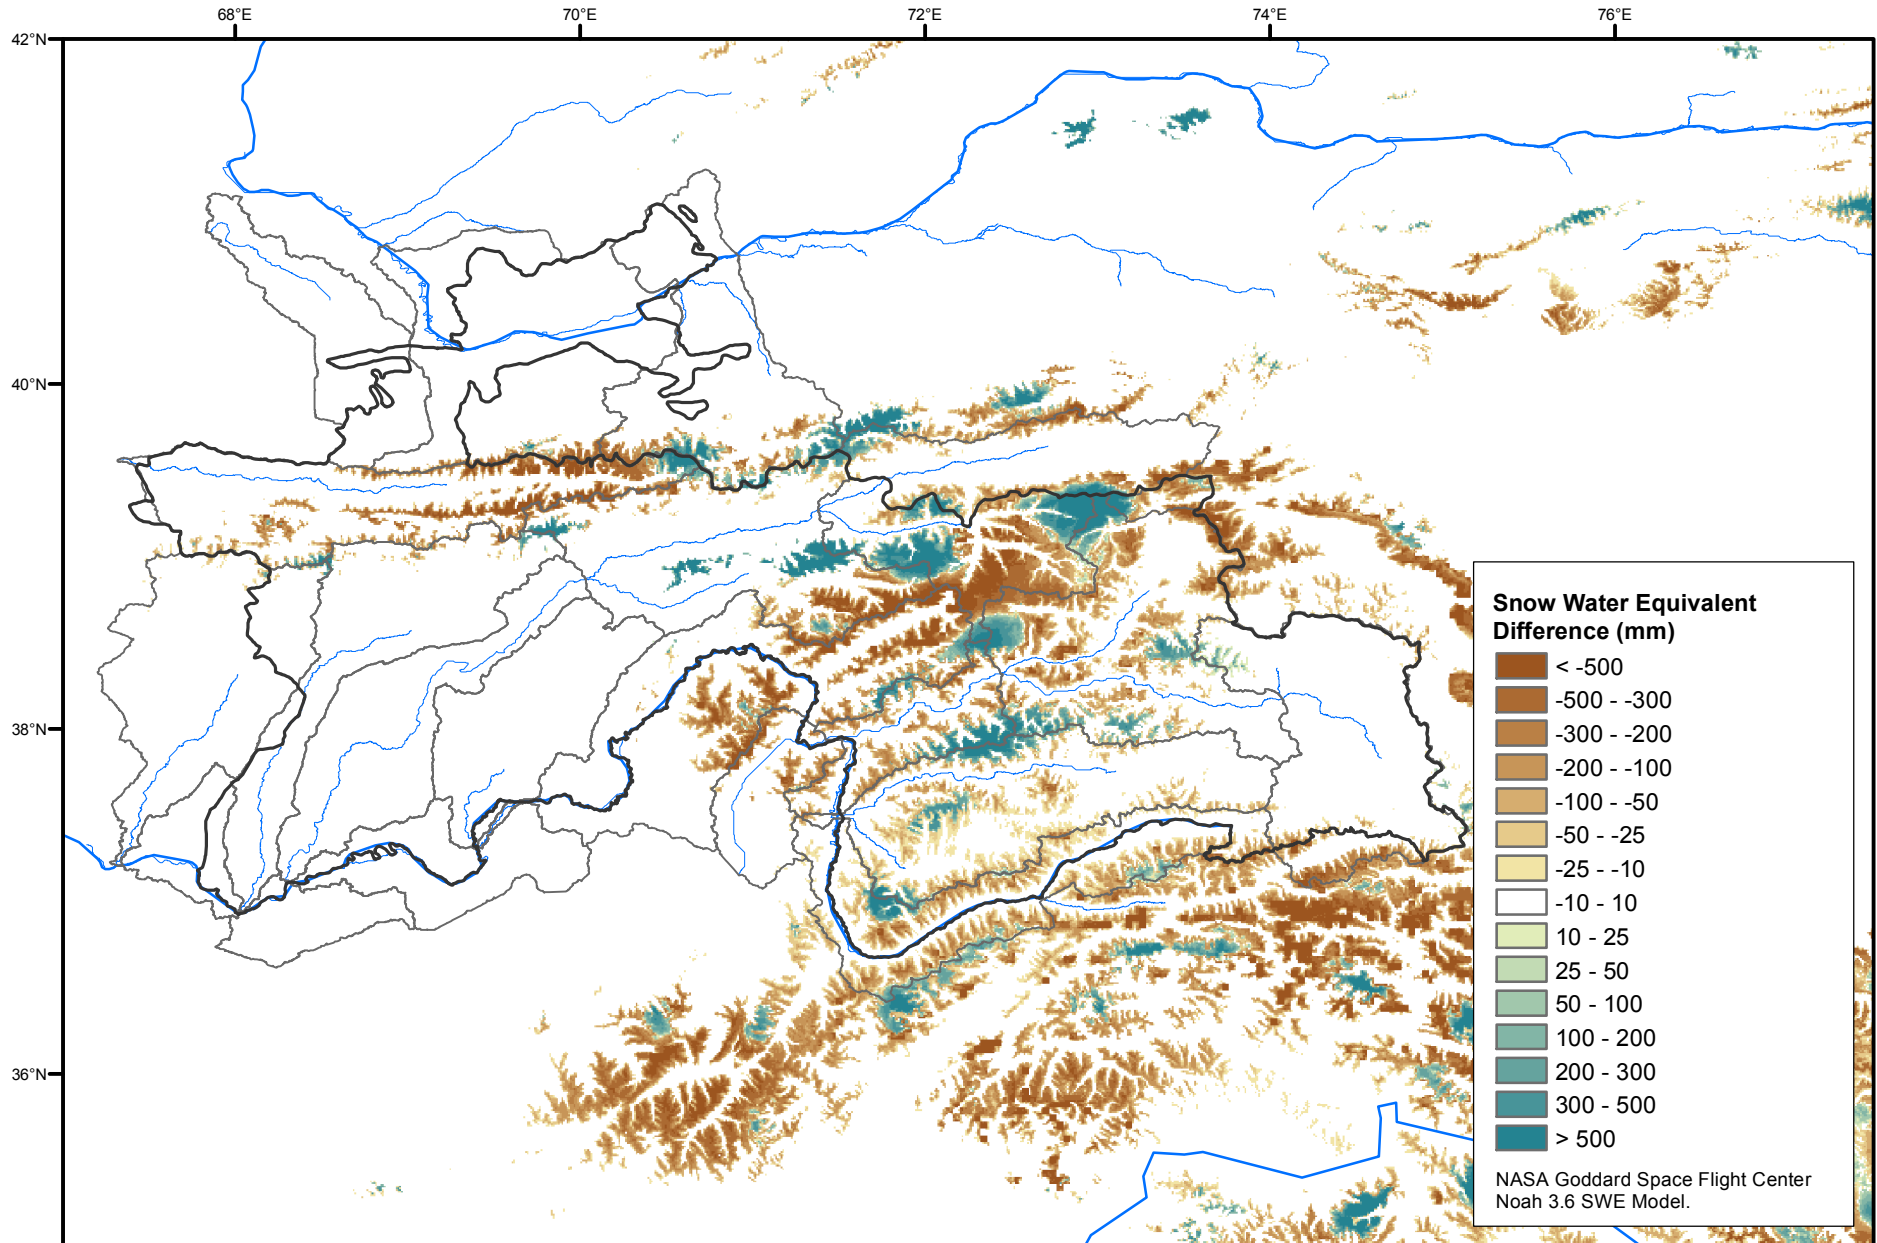 68°E 70°E 72°E 74°E 76°E
42°N
40°N
38°N
36°N
Snow Water Equivalent
Difference (mm)
< -500
-500 - -300
-300 - -200
-200 - -100
-100 - -50
-50 - -25
-25 - -10
-10 - 10
10 - 25
25 - 50
50 - 100
100 - 200
200 - 300
300 - 500
> 500
NASA Goddard Space Flight Center
Noah 3.6 SWE Model.